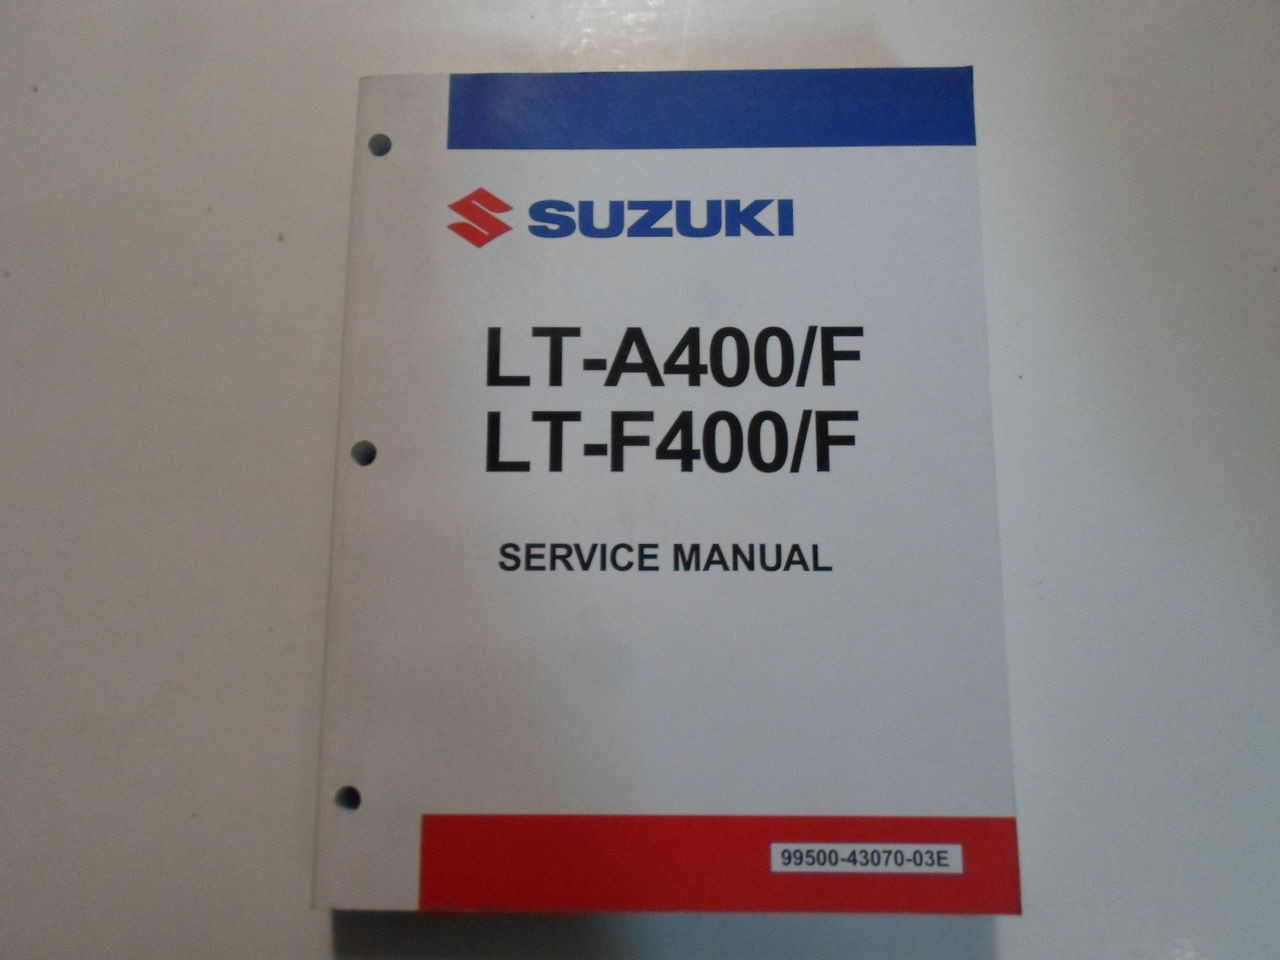 SUZUKI
LT-A400/F
LT-F400/F
SERVICE MANUAL
99500-43070-03E